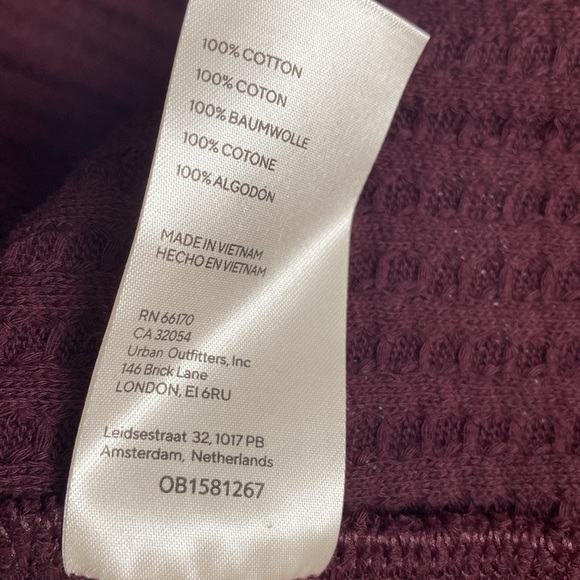 100% COTTON
100% COTON
100% BAUMWOLLE
100% COTONE
100% ALGODÓN
MADE IN VIETNAM
HECHO EN VIETNAM
RN 66170
CA 32054
Urban Outfitters, Inc
146 Brick Lane
LONDON, E1 6RU
Leidsestraat 32, 1017 PB
Amsterdam, Netherlands
OB1581267